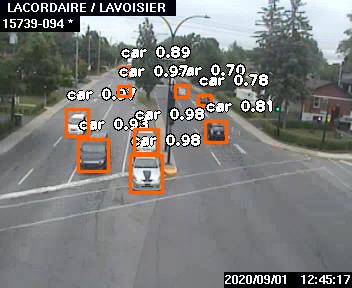 LACORDAIRE / LAVOISIER
15739-094 *
car 0.89
car 0.97
car 0.70
car 0.78
car 0.81
car 0.98
car 0.98
2020/09/01 12:45:17